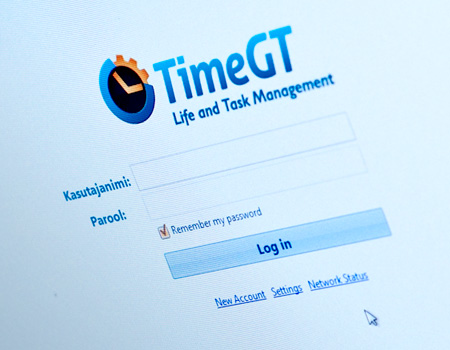 TimeGT
Life and Task Management
Kasutajanimi:
Parool:
Remember my password
Log in
New Account Settings Network Status